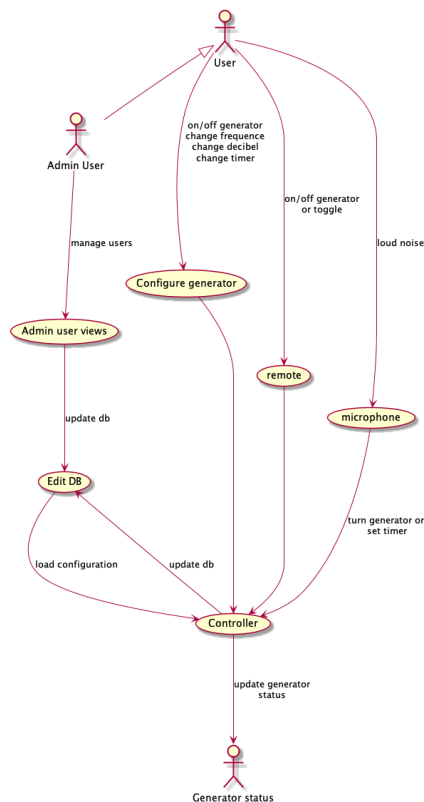 User
Admin User
on/off generator
change frequence
change decibel
change timer
on/off generator
or toggle
manage users
loud noise
Configure generator
Admin user views
remote
microphone
update db
Edit DB
turn generator or
set timer
load configuration
update db
Controller
update generator
status
Generator status